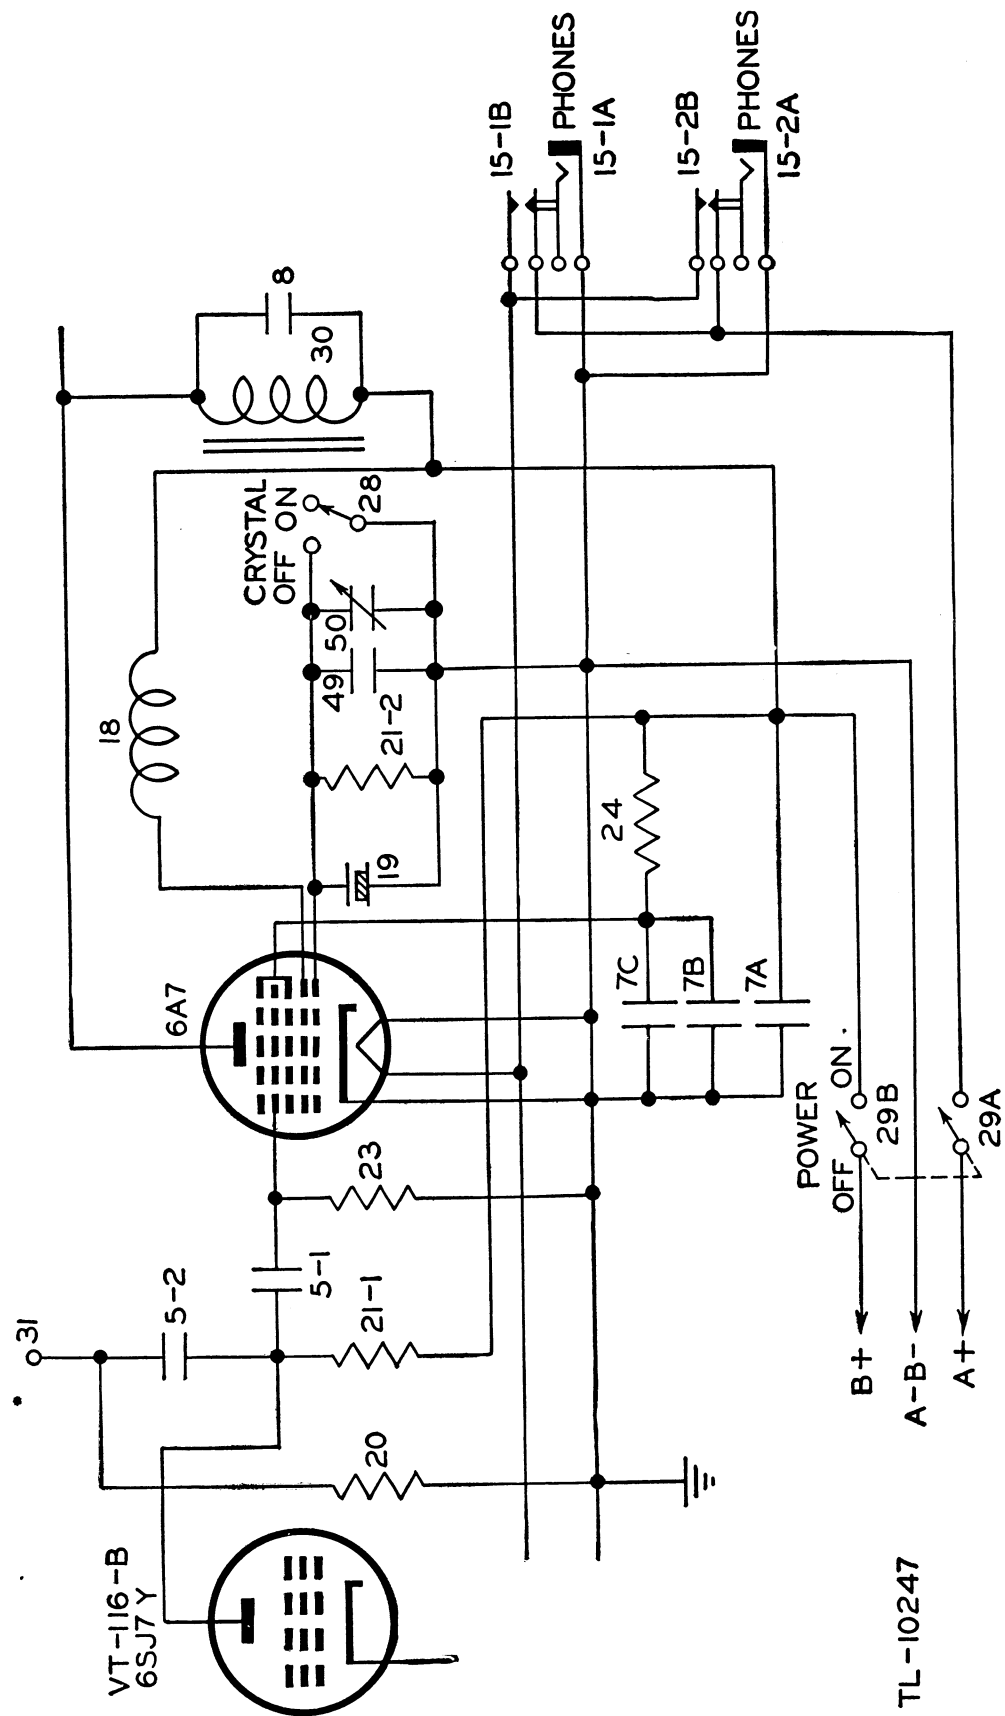 VT-116-B
6SJ7Y
31
5-2
5-1
20
21-1
23
6A7
18
19
21-2
49
50
CRYSTAL
OFF ON
28
30
8
24
7C
7B
7A
15-1B
PHONES
15-1A
15-2B
PHONES
15-2A
POWER
OFF ON.
29B
29A
B+
A-B-
A+
TL-10247